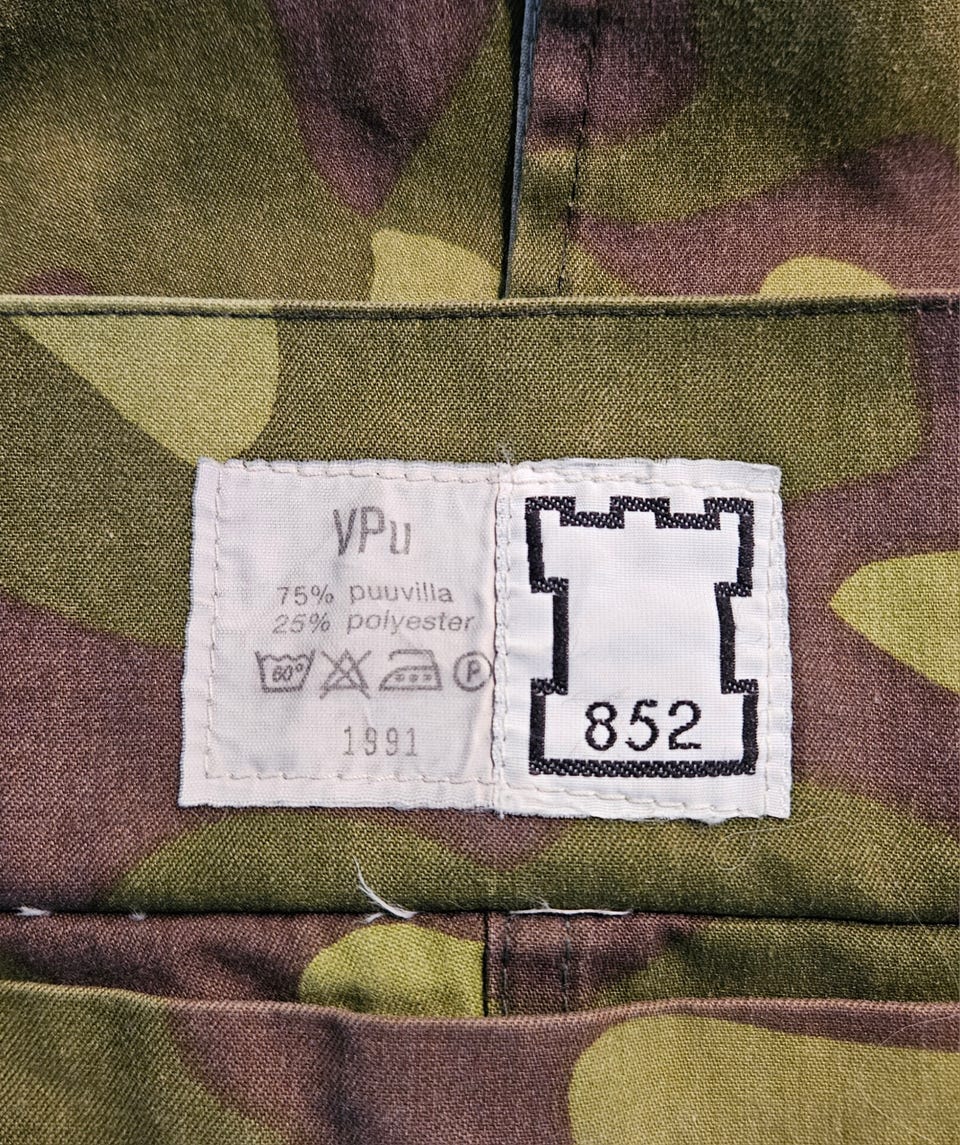 VPu
75% puuvilla
25% polyester
60° P
1991
852